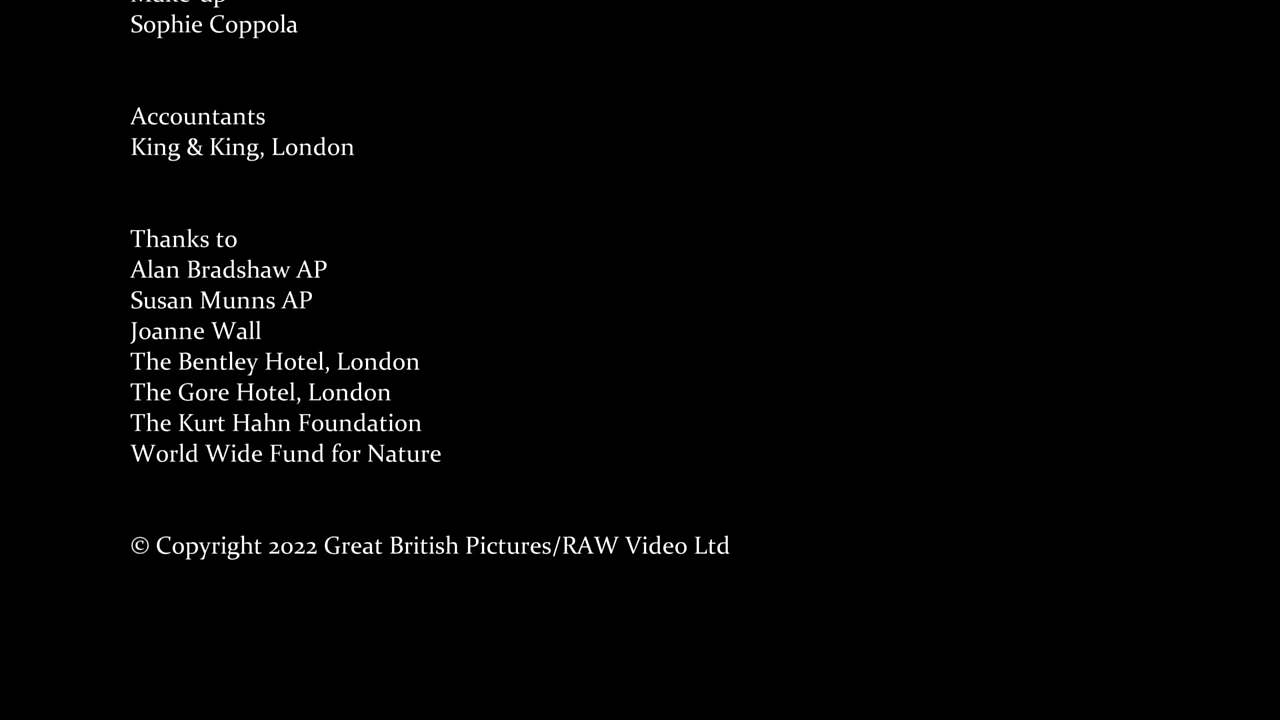 Make-up
Sophie Coppola
Accountants
King & King, London
Thanks to
Alan Bradshaw AP
Susan Munns AP
Joanne Wall
The Bentley Hotel, London
The Gore Hotel, London
The Kurt Hahn Foundation
World Wide Fund for Nature
© Copyright 2022 Great British Pictures/RAW Video Ltd